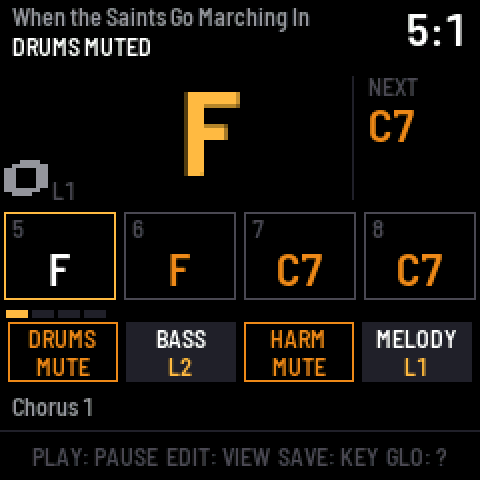 When the Saints Go Marching In
DRUMS MUTED
5:1
F
NEXT
C7
L1
5 6 7 8
F F C7 C7
DRUMS MUTE
BASS L2
HARM MUTE
MELODY L1
Chorus 1
PLAY: PAUSE EDIT: VIEW SAVE: KEY GLO: ?